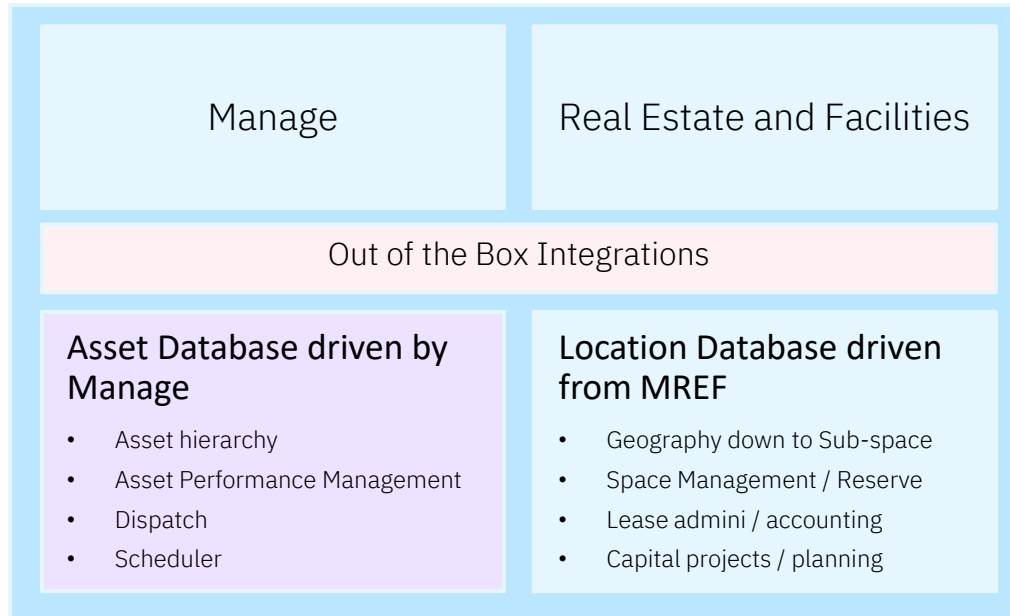 Manage
Real Estate and Facilities
Out of the Box Integrations
Asset Database driven by
Manage
• Asset hierarchy
• Asset Performance Management
• Dispatch
• Scheduler
Location Database driven
from MREF
• Geography down to Sub-space
• Space Management / Reserve
• Lease admini / accounting
• Capital projects / planning